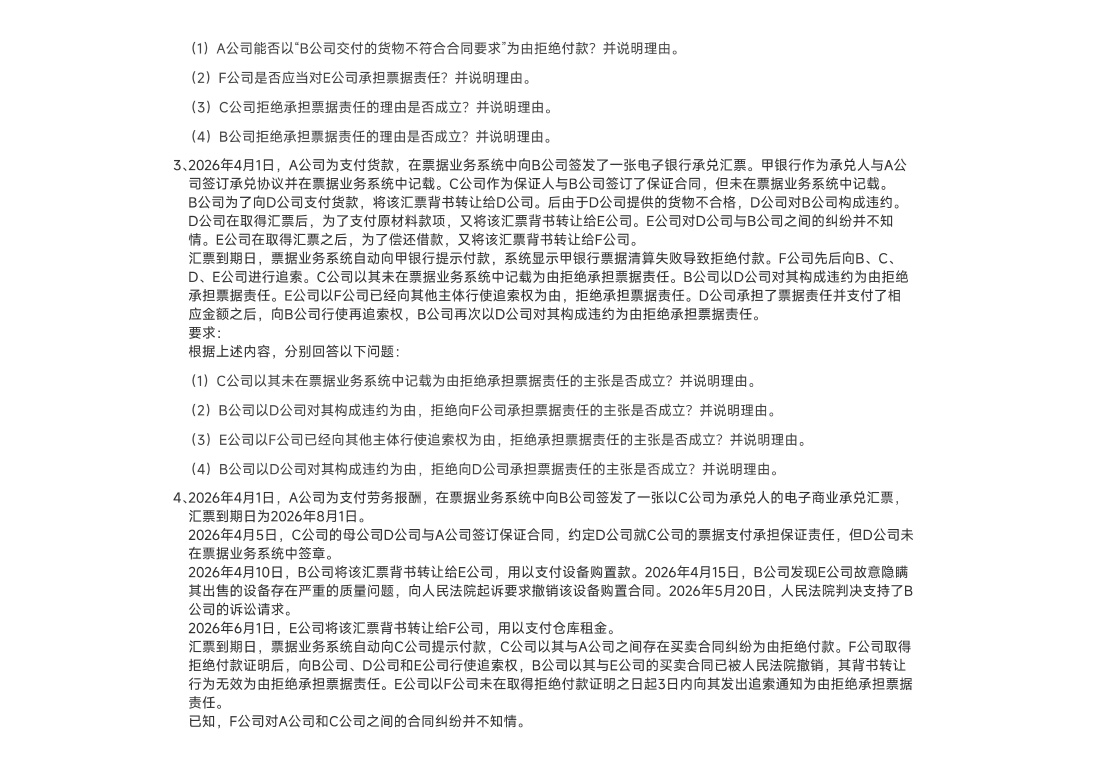 （1）A公司能否以“B公司交付的货物不符合合同要求”为由拒绝付款？并说明理由。
（2）F公司是否应当对E公司承担票据责任？并说明理由。
（3）C公司拒绝承担票据责任的理由是否成立？并说明理由。
（4）B公司拒绝承担票据责任的理由是否成立？并说明理由。
3、2026年4月1日，A公司为支付货款，在票据业务系统中向B公司签发了一张电子银行承兑汇票。甲银行作为承兑人与A公
司签订承兑协议并在票据业务系统中记载。C公司作为保证人与B公司签订了保证合同，但未在票据业务系统中记载。
B公司为了向D公司支付货款，将该汇票背书转让给D公司。后由于D公司提供的货物不合格，D公司对B公司构成违约。
D公司在取得汇票后，为了支付原材料款项，又将该汇票背书转让给E公司。E公司对D公司与B公司之间的纠纷并不知
情。E公司在取得汇票之后，为了偿还借款，又将该汇票背书转让给F公司。
汇票到期日，票据业务系统自动向甲银行提示付款，系统显示甲银行票据清算失败导致拒绝付款。F公司先后向B、C、
D、E公司进行追索。C公司以其未在票据业务系统中记载为由拒绝承担票据责任。B公司以D公司对其构成违约为由拒绝
承担票据责任。E公司以F公司已经向其他主体行使追索权为由，拒绝承担票据责任。D公司承担了票据责任并支付了相
应金额之后，向B公司行使再追索权，B公司再次以D公司对其构成违约为由拒绝承担票据责任。
要求：
根据上述内容，分别回答以下问题：
（1）C公司以其未在票据业务系统中记载为由拒绝承担票据责任的主张是否成立？并说明理由。
（2）B公司以D公司对其构成违约为由，拒绝向F公司承担票据责任的主张是否成立？并说明理由。
（3）E公司以F公司已经向其他主体行使追索权为由，拒绝承担票据责任的主张是否成立？并说明理由。
（4）B公司以D公司对其构成违约为由，拒绝向D公司承担票据责任的主张是否成立？并说明理由。
4、2026年4月1日，A公司为支付劳务报酬，在票据业务系统中向B公司签发了一张以C公司为承兑人的电子商业承兑汇票，
汇票到期日为2026年8月1日。
2026年4月5日，C公司的母公司D公司与A公司签订保证合同，约定D公司就C公司的票据支付承担保证责任，但D公司未
在票据业务系统中签章。
2026年4月10日，B公司将该汇票背书转让给E公司，用以支付设备购置款。2026年4月15日，B公司发现E公司故意隐瞒
其出售的设备存在严重的质量问题，向人民法院起诉要求撤销该设备购置合同。2026年5月20日，人民法院判决支持了B
公司的诉讼请求。
2026年6月1日，E公司将该汇票背书转让给F公司，用以支付仓库租金。
汇票到期日，票据业务系统自动向C公司提示付款，C公司以其与A公司之间存在买卖合同纠纷为由拒绝付款。F公司取得
拒绝付款证明后，向B公司、D公司和E公司行使追索权，B公司以其与E公司的买卖合同已被人民法院撤销，其背书转让
行为无效为由拒绝承担票据责任。E公司以F公司未在取得拒绝付款证明之日起3日内向其发出追索通知为由拒绝承担票据
责任。
已知，F公司对A公司和C公司之间的合同纠纷并不知情。